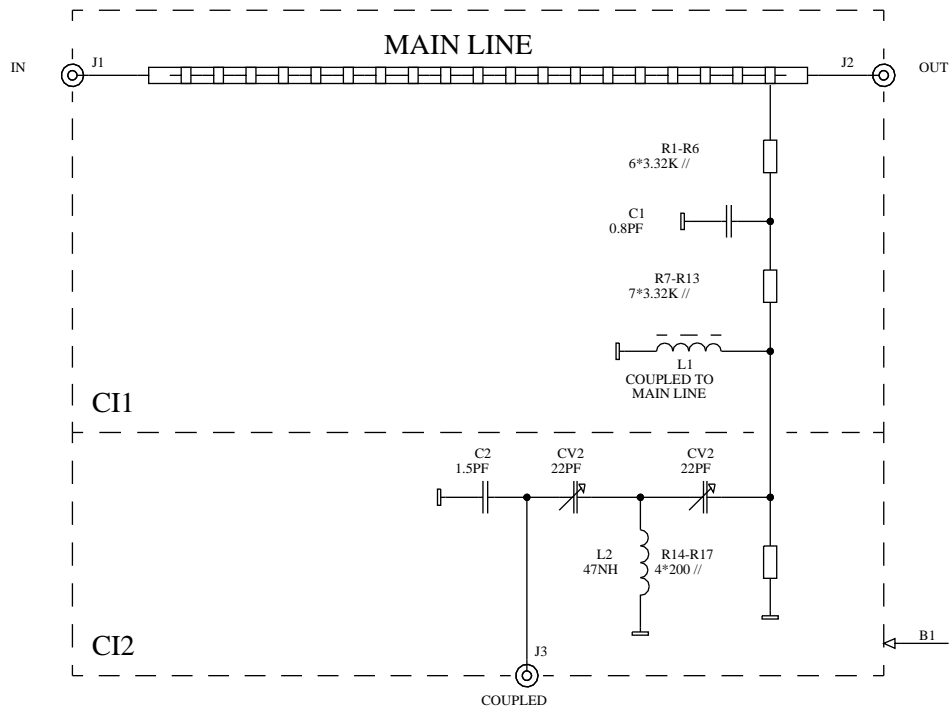 MAIN LINE
IN
J1
J2
OUT
R1-R6
6*3.32K //
C1
0.8PF
R7-R13
7*3.32K //
L1
COUPLED TO
MAIN LINE
CI1
C2
1.5PF
CV2
22PF
CV2
22PF
L2
47NH
R14-R17
4*200 //
B1
CI2
J3
COUPLED